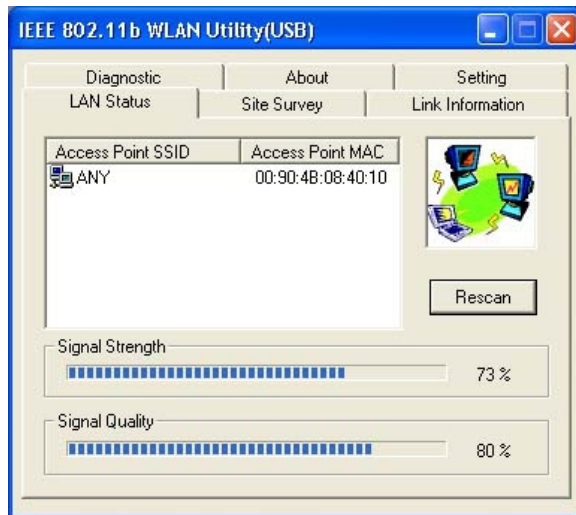 IEEE 802.11b WLAN Utility(USB)
Diagnostic About Setting
LAN Status Site Survey Link Information
Access Point SSID Access Point MAC
ANY 00:90:4B:08:40:10
Rescan
Signal Strength
73 %
Signal Quality
80 %